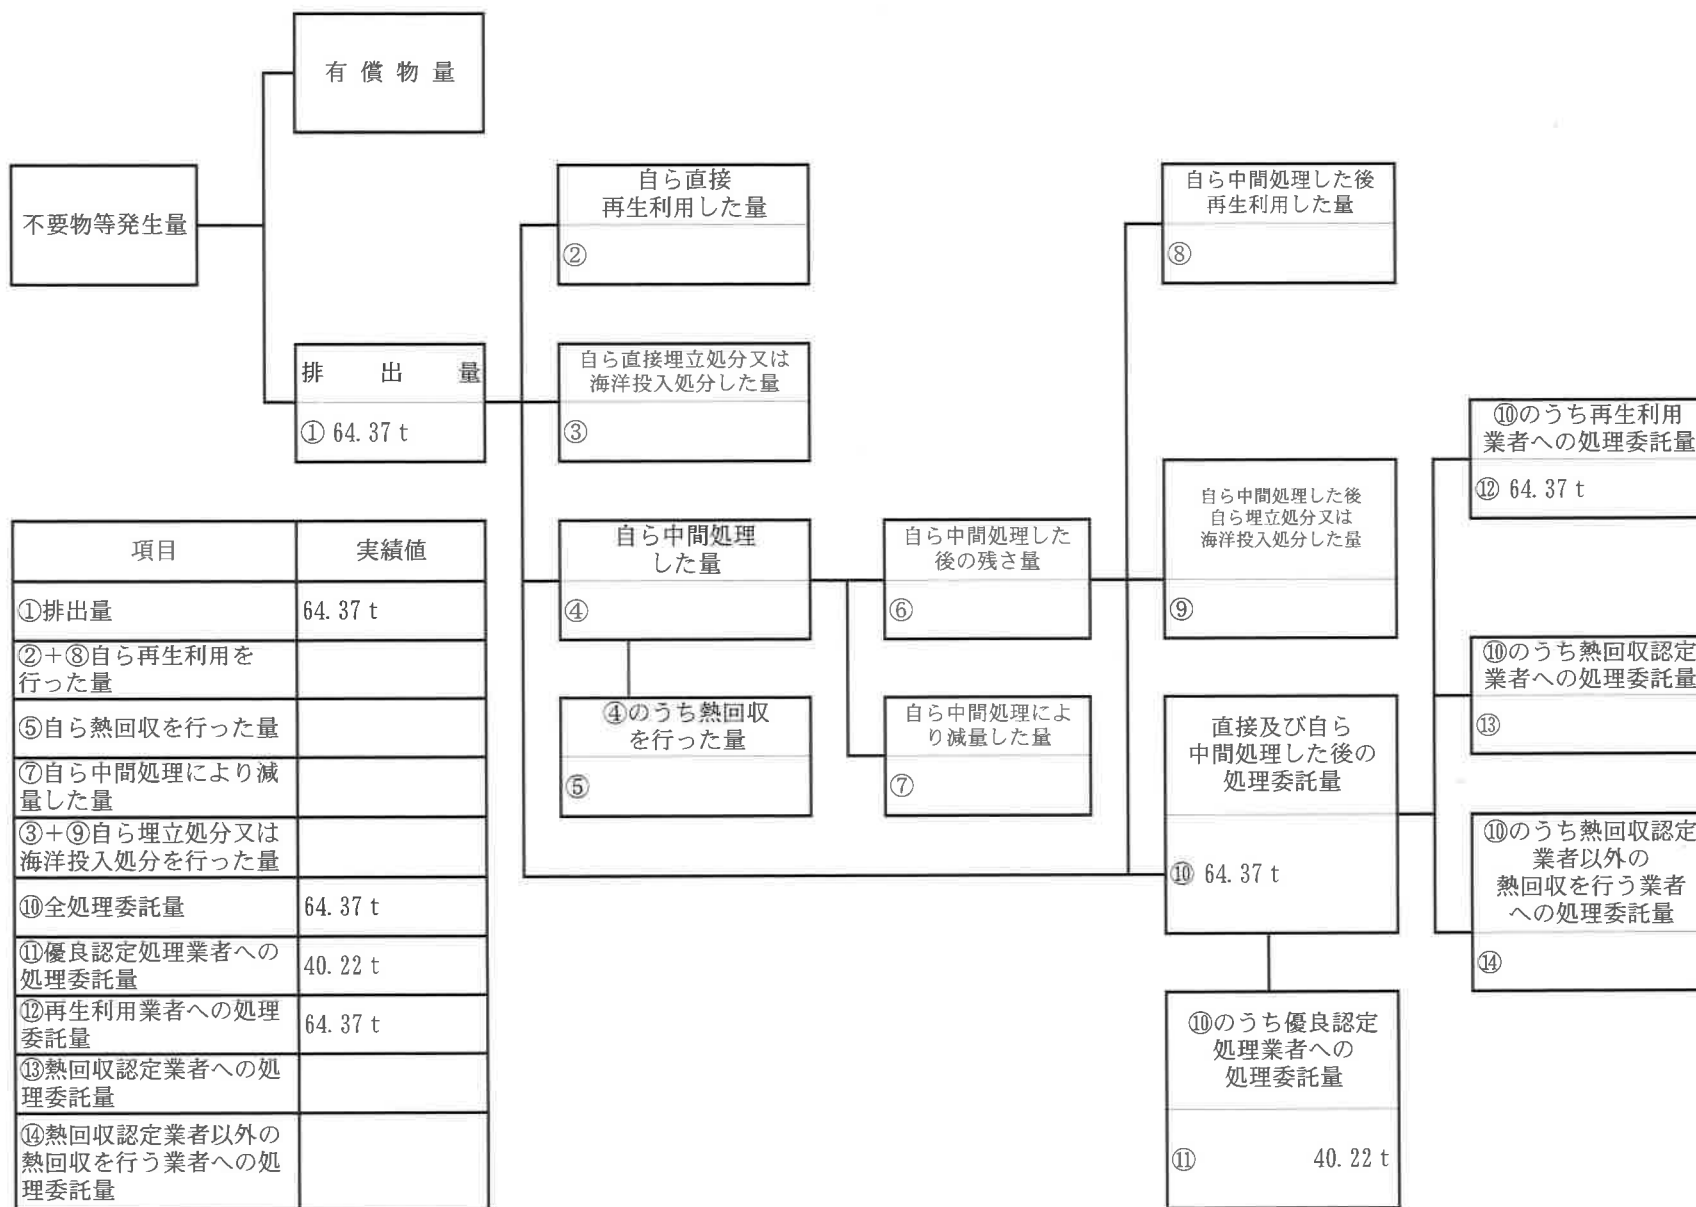 有償物量
不要物等発生量
排出量
① 64.37 t
自ら直接
再生利用した量
②
自ら直接埋立処分又は
海洋投入処分した量
③
自ら中間処理
した量
④
④のうち熱回収
を行った量
⑤
自ら中間処理した
後の残さ量
⑥
自ら中間処理によ
り減量した量
⑦
自ら中間処理した後
再生利用した量
⑧
自ら中間処理した後
自ら埋立処分又は
海洋投入処分した量
⑨
直接及び自ら
中間処理した後の
処理委託量
⑩ 64.37 t
⑩のうち優良認定
処理業者への
処理委託量
⑪ 40.22 t
⑩のうち再生利用
業者への処理委託量
⑫ 64.37 t
⑩のうち熱回収認定
業者への処理委託量
⑬
⑩のうち熱回収認定
業者以外の
熱回収を行う業者
への処理委託量
⑭
項目 実績値
①排出量 64.37 t
②+⑧自ら再生利用を
行った量
⑤自ら熱回収を行った量
⑦自ら中間処理により減
量した量
③+⑨自ら埋立処分又は
海洋投入処分を行った量
⑩全処理委託量 64.37 t
⑪優良認定処理業者への
処理委託量 40.22 t
⑫再生利用業者への処理
委託量 64.37 t
⑬熱回収認定業者への処
理委託量
⑭熱回収認定業者以外の
熱回収を行う業者への処
理委託量